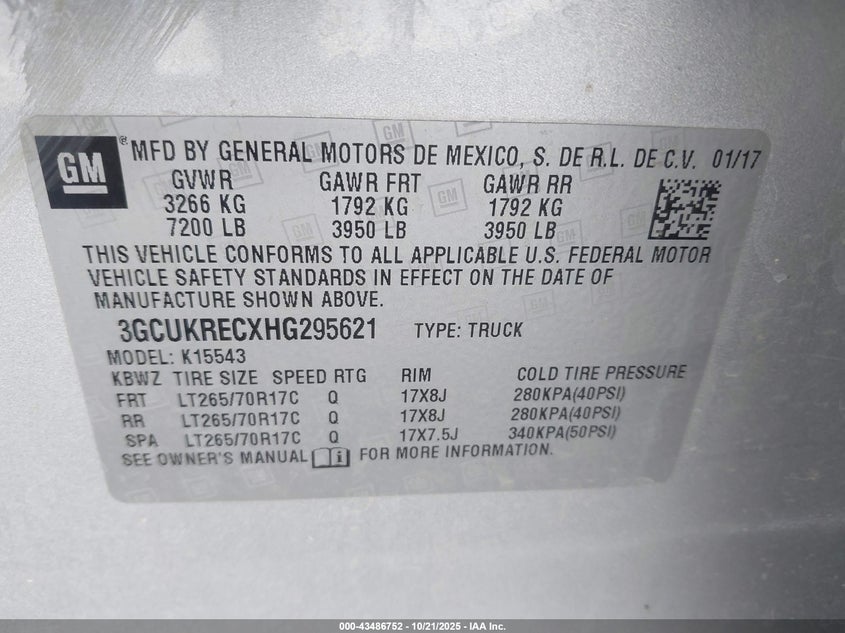 GM ® MFD BY GENERAL MOTORS DE MEXICO, S. DE R.L. DE C.V. 01/17
GVWR GAWR FRT GAWR RR
3266 KG 1792 KG 1792 KG
7200 LB 3950 LB 3950 LB
THIS VEHICLE CONFORMS TO ALL APPLICABLE U.S. FEDERAL MOTOR
VEHICLE SAFETY STANDARDS IN EFFECT ON THE DATE OF
MANUFACTURE SHOWN ABOVE.
3GCUKRECXHG295621 TYPE: TRUCK
MODEL: K15543
KBWZ TIRE SIZE SPEED RTG RIM COLD TIRE PRESSURE
FRT LT265/70R17C Q 17X8J 280KPA(40PSI)
RR LT265/70R17C Q 17X8J 280KPA(40PSI)
SPA LT265/70R17C Q 17X7.5J 340KPA(50PSI)
SEE OWNER'S MANUAL i FOR MORE INFORMATION.
000-43486752 - 10/21/2025 - IAA Inc.